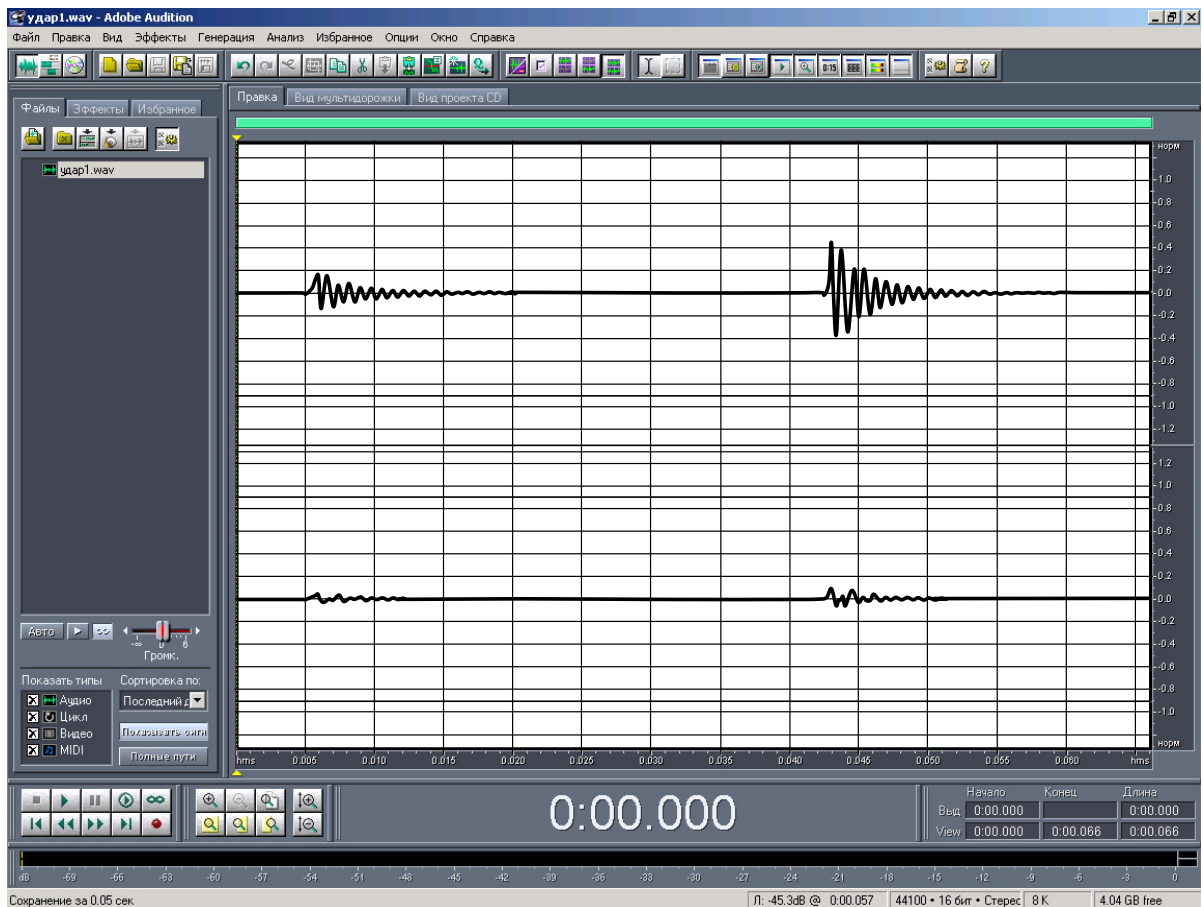 удар1.wav - Adobe Audition
Файл Правка Вид Эффекты Генерация Анализ Избранное Опции Окно Справка
Файлы Эффекты Избранное
Правка Вид мультидорожки Вид проекта CD
удар1.wav
норм
1.0
0.8
0.6
0.4
0.2
0.0
-0.2
-0.4
-0.6
-0.8
-1.0
-1.2
1.2
1.0
0.8
0.6
0.4
0.2
0.0
-0.2
-0.4
-0.6
-0.8
-1.0
норм
hms 0.005 0.010 0.015 0.020 0.025 0.030 0.035 0.040 0.045 0.050 0.055 0.060 hms
Авто
-∞ 0 6
Громк.
Показать типы Сортировка по:
Аудио
Цикл
Видео
MIDI
Последний д
Показывать сигн
Полные пути
0:00.000
Начало Конец Длина
Выд 0:00.000 0:00.000
View 0:00.000 0:00.066 0:00.066
dB -69 -66 -63 -60 -57 -54 -51 -48 -45 -42 -39 -36 -33 -30 -27 -24 -21 -18 -15 -12 -9 -6 -3 0
Сохранение за 0.05 сек
Л: -45.3dB @ 0:00.057 44100 • 16 бит • Стерес 8 K 4.04 GB free